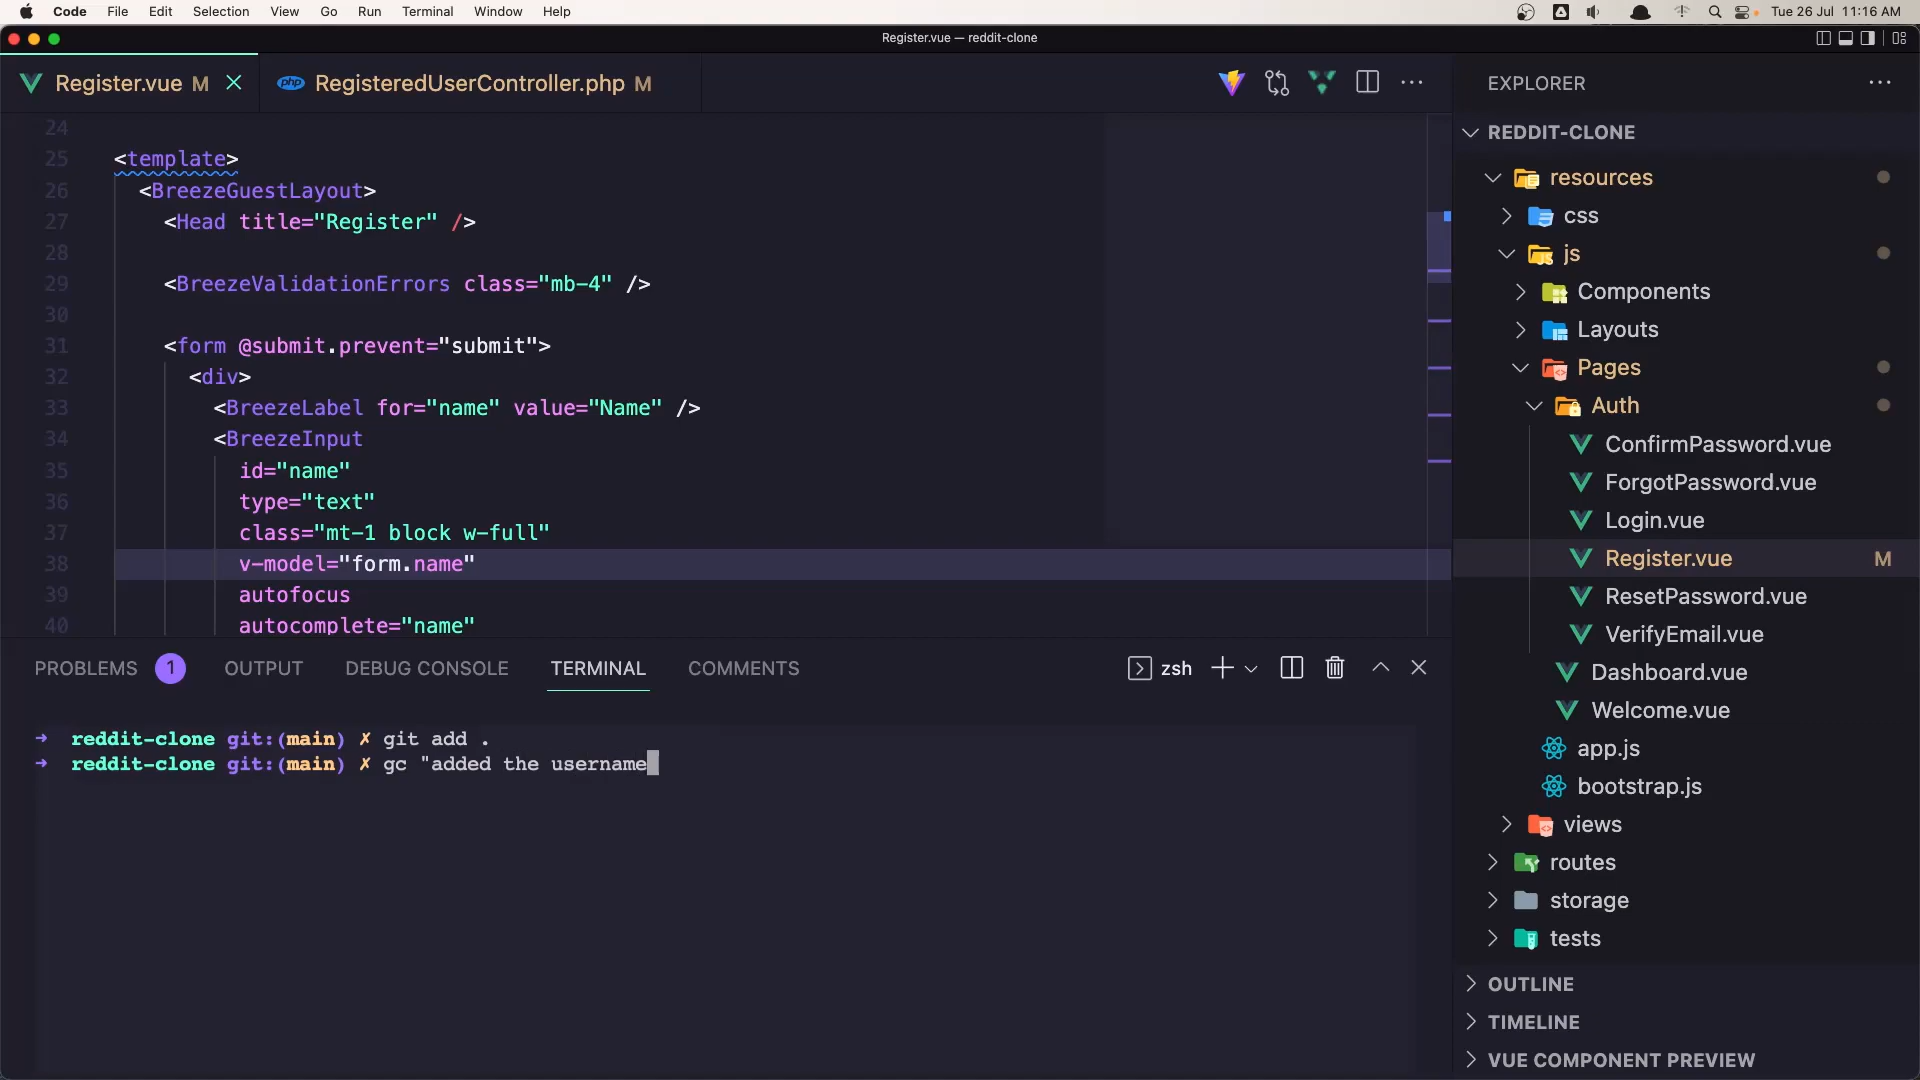 Code File Edit Selection View Go Run Terminal Window Help Tue 26 Jul 11:16 AM
Register.vue — reddit-clone
Register.vue M
php RegisteredUserController.php M
24
25 <template>
26 <BreezeGuestLayout>
27 <Head title="Register" />
28
29 <BreezeValidationErrors class="mb-4" />
30
31 <form @submit.prevent="submit">
32 <div>
33 <BreezeLabel for="name" value="Name" />
34 <BreezeInput
35 id="name"
36 type="text"
37 class="mt-1 block w-full"
38 v-model="form.name"
39 autofocus
40 autocomplete="name"
PROBLEMS 1 OUTPUT DEBUG CONSOLE TERMINAL COMMENTS zsh
→ reddit-clone git:(main) ✗ git add .
→ reddit-clone git:(main) ✗ gc "added the username
EXPLORER
REDDIT-CLONE
resources
css
js
Components
Layouts
Pages
Auth
ConfirmPassword.vue
ForgotPassword.vue
Login.vue
Register.vue M
ResetPassword.vue
VerifyEmail.vue
Dashboard.vue
Welcome.vue
app.js
bootstrap.js
views
routes
storage
tests
OUTLINE
TIMELINE
VUE COMPONENT PREVIEW